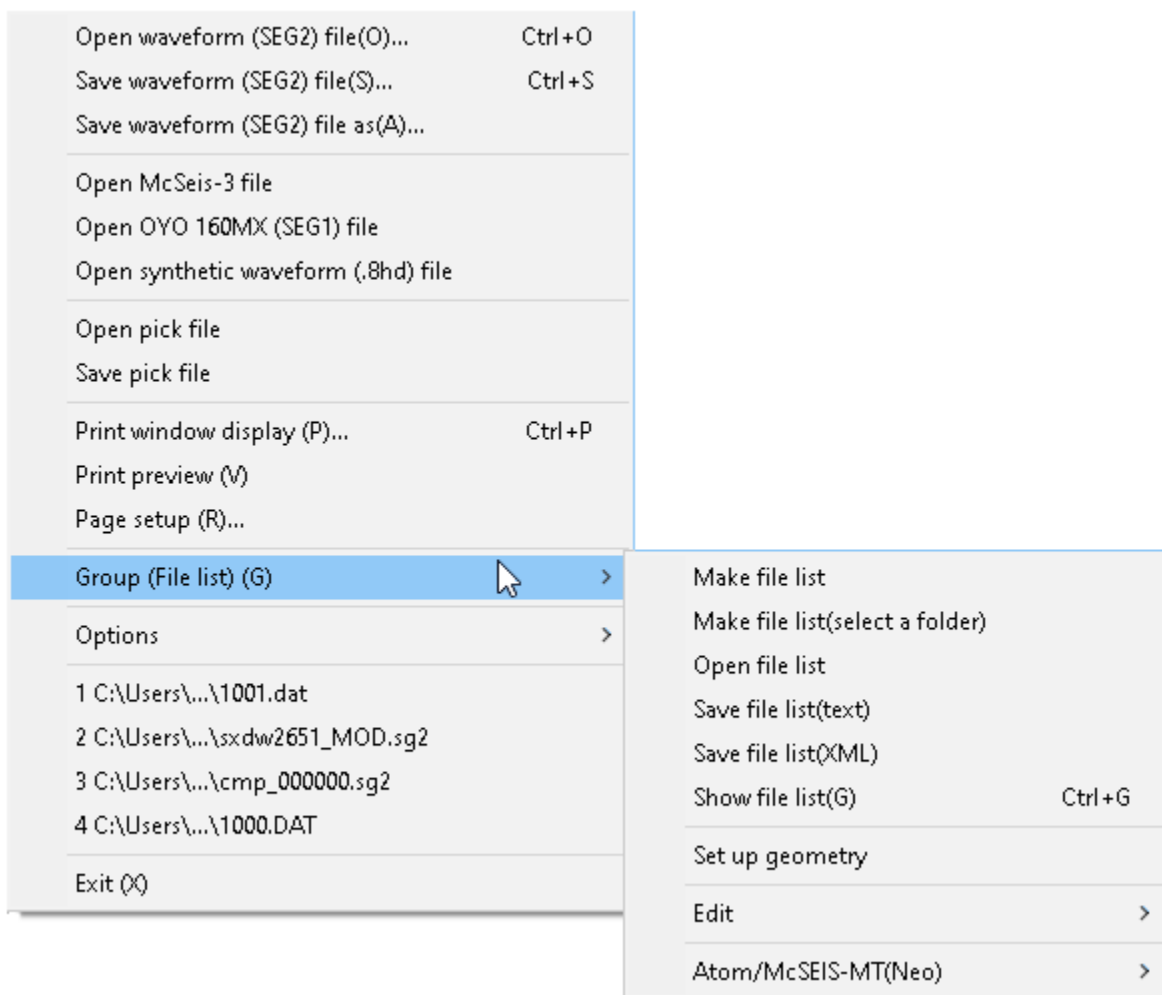 Open waveform (SEG2) file(O)... Ctrl+O
Save waveform (SEG2) file(S)... Ctrl+S
Save waveform (SEG2) file as(A)...
Open McSeis-3 file
Open OYO 160MX (SEG1) file
Open synthetic waveform (.8hd) file
Open pick file
Save pick file
Print window display (P)... Ctrl+P
Print preview (V)
Page setup (R)...
Group (File list) (G)
Options
1 C:\Users\...\1001.dat
2 C:\Users\...\sxdw2651_MOD.sg2
3 C:\Users\...\cmp_000000.sg2
4 C:\Users\...\1000.DAT
Exit (X)
Make file list
Make file list(select a folder)
Open file list
Save file list(text)
Save file list(XML)
Show file list(G) Ctrl+G
Set up geometry
Edit
Atom/McSEIS-MT(Neo)